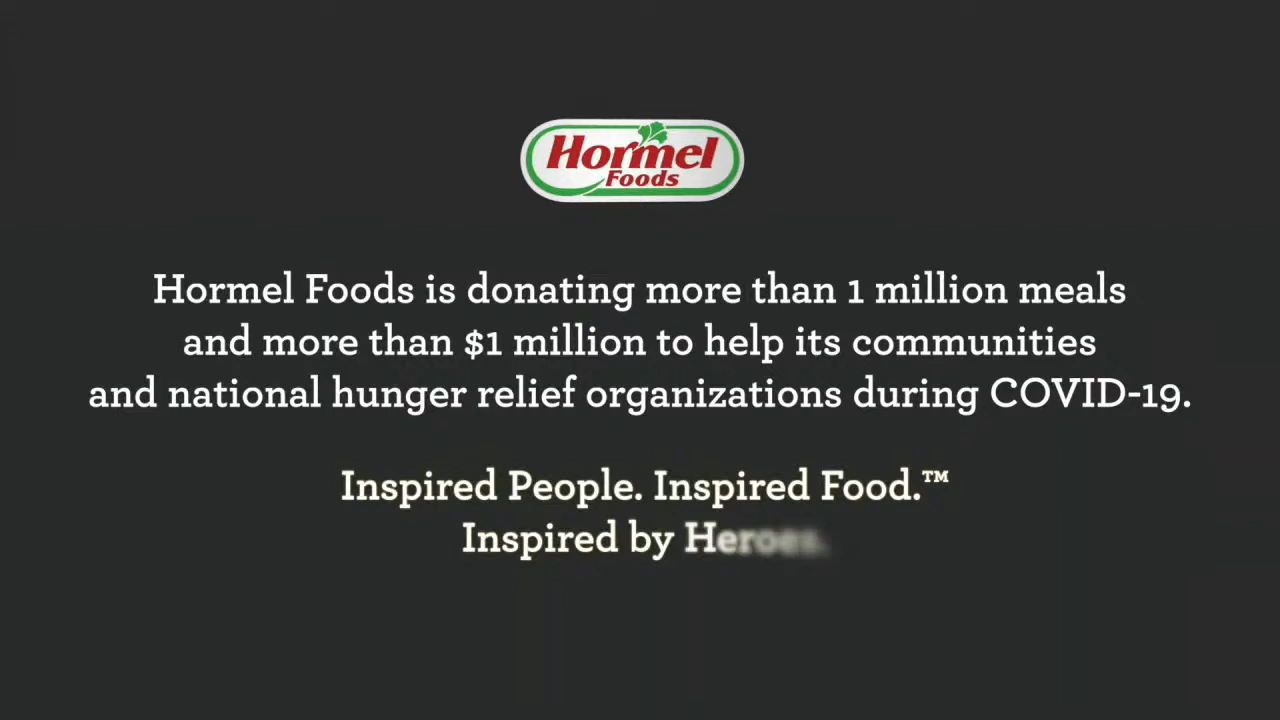 Hormel
Foods
Hormel Foods is donating more than 1 million meals
and more than $1 million to help its communities
and national hunger relief organizations during COVID-19.
Inspired People. Inspired Food.™
Inspired by Heroes.